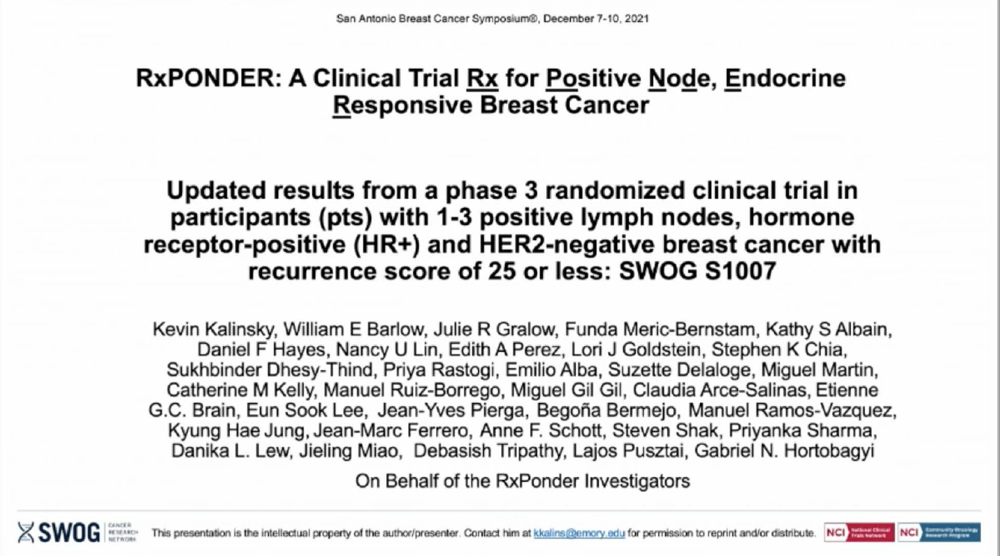 San Antonio Breast Cancer Symposium®, December 7-10, 2021
RxPONDER: A Clinical Trial Rx for Positive Node, Endocrine
Responsive Breast Cancer
Updated results from a phase 3 randomized clinical trial in
participants (pts) with 1-3 positive lymph nodes, hormone
receptor-positive (HR+) and HER2-negative breast cancer with
recurrence score of 25 or less: SWOG S1007
Kevin Kalinsky, William E Barlow, Julie R Gralow, Funda Meric-Bernstam, Kathy S Albain,
Daniel F Hayes, Nancy U Lin, Edith A Perez, Lori J Goldstein, Stephen K Chia,
Sukhbinder Dhesy-Thind, Priya Rastogi, Emilio Alba, Suzette Delaloge, Miguel Martin,
Catherine M Kelly, Manuel Ruiz-Borrego, Miguel Gil Gil, Claudia Arce-Salinas, Etienne
G.C. Brain, Eun Sook Lee, Jean-Yves Pierga, Begoña Bermejo, Manuel Ramos-Vazquez,
Kyung Hae Jung, Jean-Marc Ferrero, Anne F. Schott, Steven Shak, Priyanka Sharma,
Danika L. Lew, Jieling Miao, Debasish Tripathy, Lajos Pusztai, Gabriel N. Hortobagyi
On Behalf of the RxPonder Investigators
SWOG
CANCER
RESEARCH
NETWORK
This presentation is the intellectual property of the author/presenter. Contact him at kkalins@emory.edu for permission to reprint and/or distribute.
NCI
National Clinical
Trials Network
NCI
Community Oncology
Research Program